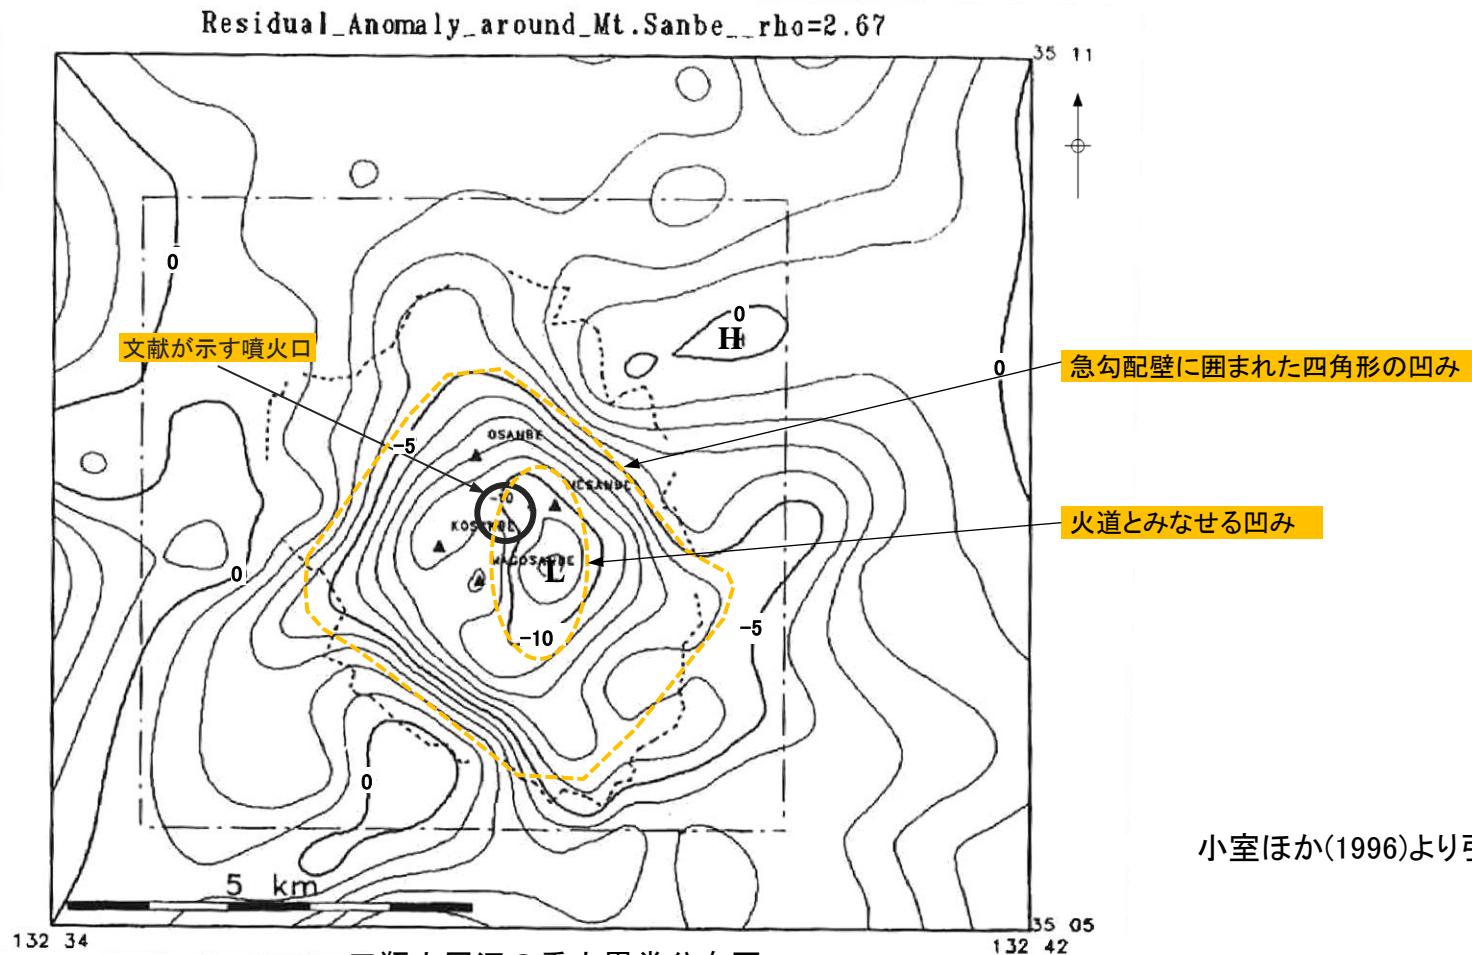 Residual_Anomaly_around_Mt.Sanbe__rho=2.67
35 11
0
0
H
文献が示す噴火口
急勾配壁に囲まれた四角形の凹み
0
-5
OSANBE
MESANBE
-10
KOSANBE
火道とみなせる凹み
MAGOSANBE
L
0
-10
-5
0
小室ほか(1996)より
5 km
35 05
132 34
132 42